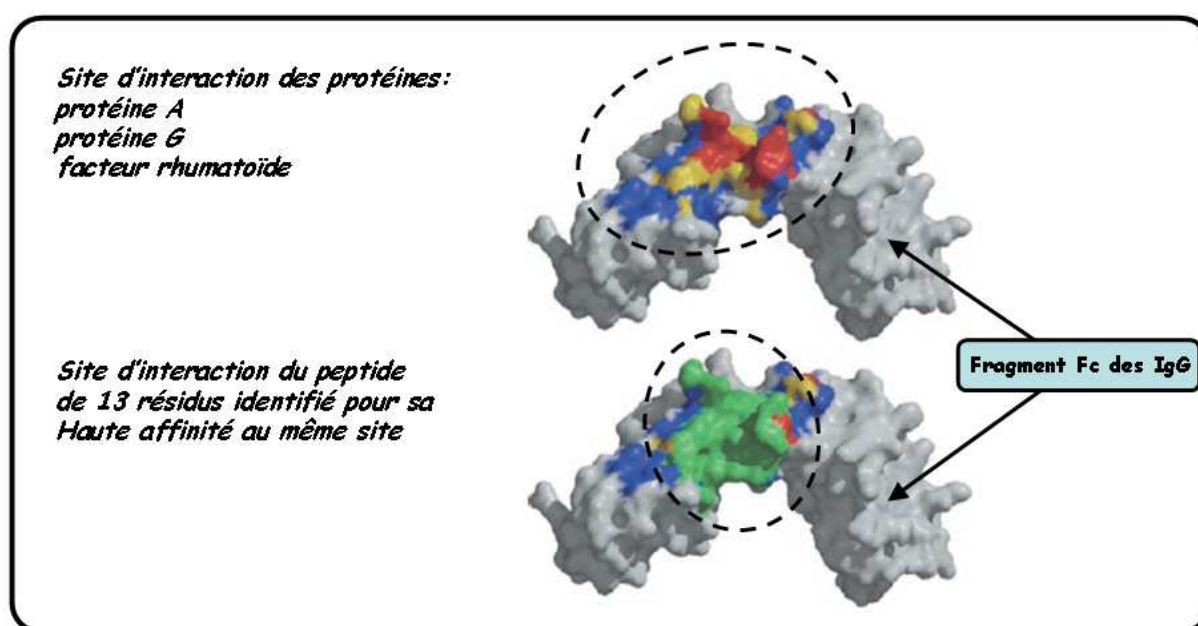 Site d'interaction des protéines:
protéine A
protéine G
facteur rhumatoïde
Fragment Fc des IgG
Site d'interaction du peptide
de 13 résidus identifié pour sa
Haute affinité au même site